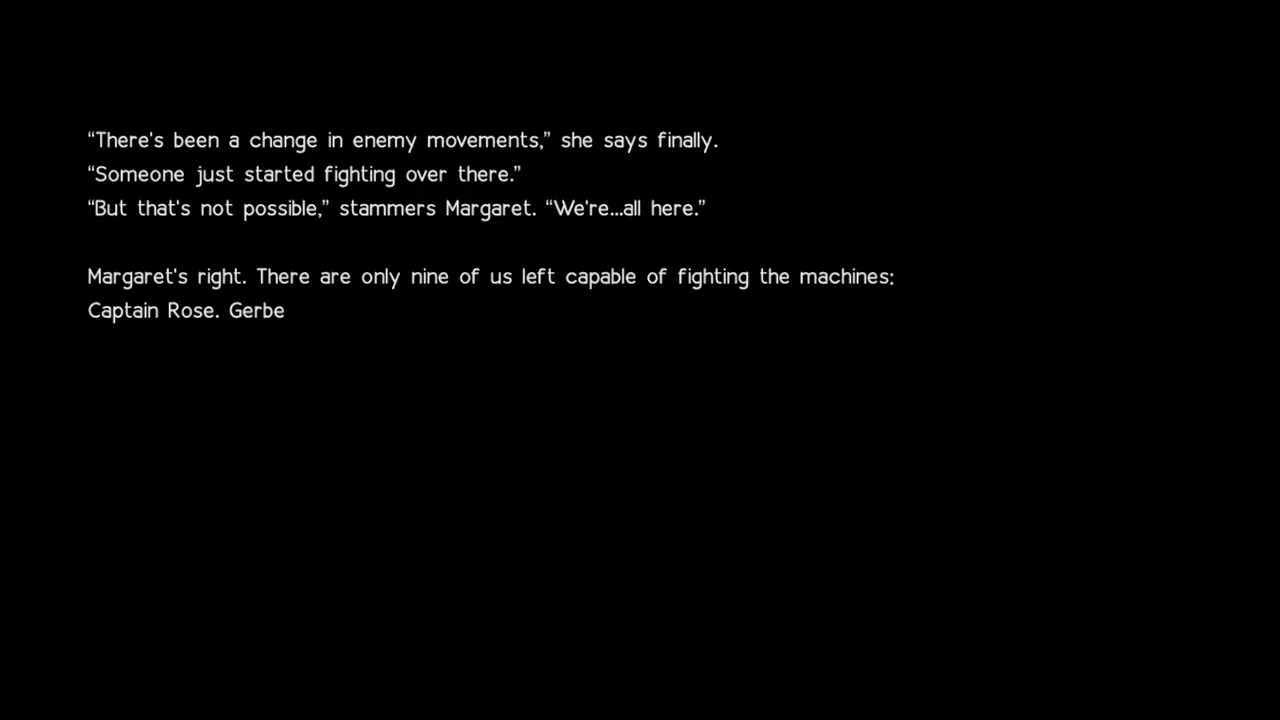 “There's been a change in enemy movements,” she says finally.
“Someone just started fighting over there.”
“But that's not possible,” stammers Margaret. “We're...all here.”
Margaret's right. There are only nine of us left capable of fighting the machines:
Captain Rose. Gerbe